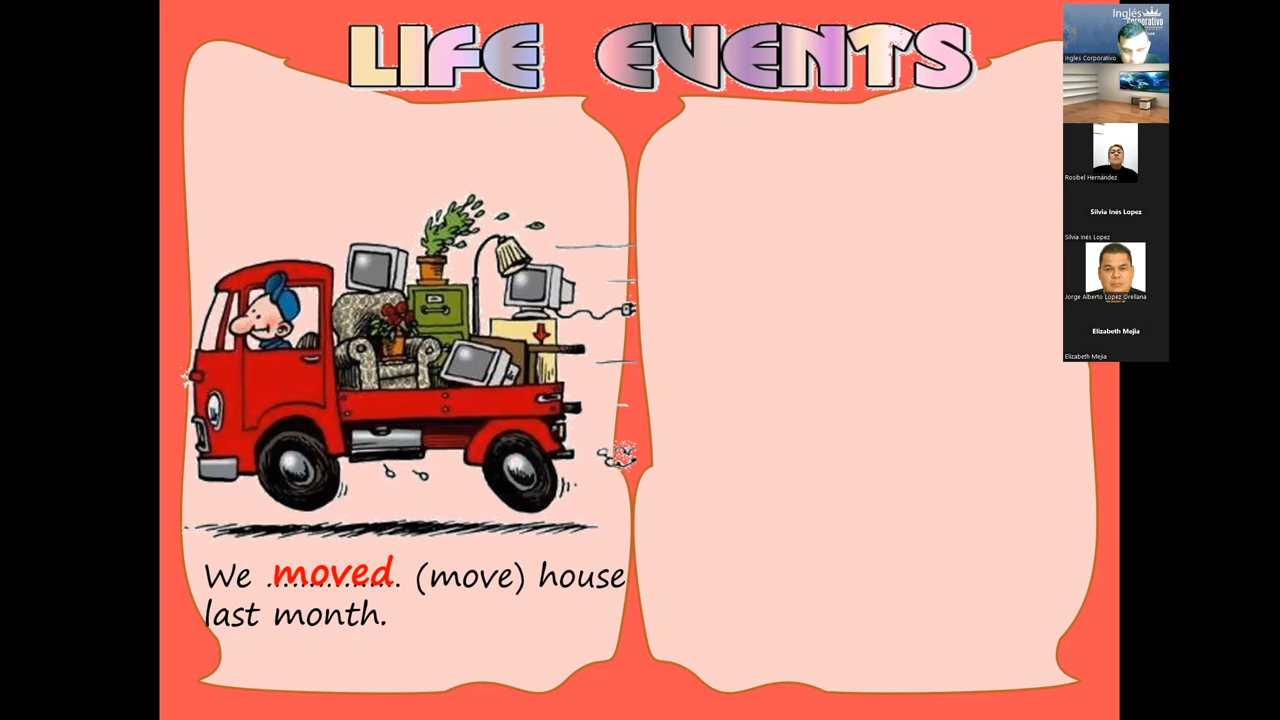 LIFE EVENTS
We moved (move) house
last month.
Inglés
Corporativo
Ingles Corporativo
Rosibel Hernández
Silvia Inés Lopez
Silvia Inés Lopez
Jorge Alberto Lopez Orellana
Elizabeth Mejia
Elizabeth Mejia